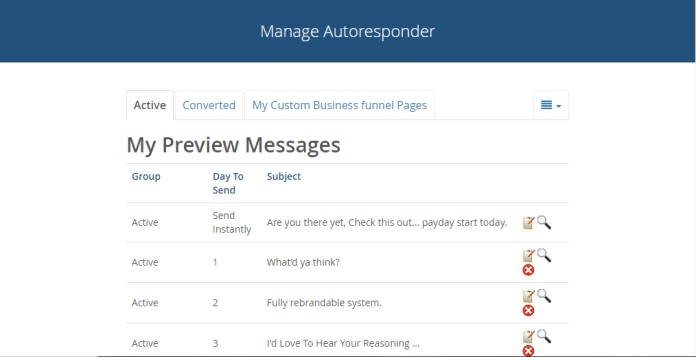 Manage Autoresponder
Active Converted My Custom Business funnel Pages
My Preview Messages
Group Day To Send Subject
Active Send Instantly Are you there yet, Check this out... payday start today.
Active 1 What'd ya think?
Active 2 Fully rebrandable system.
Active 3 I'd Love To Hear Your Reasoning ...